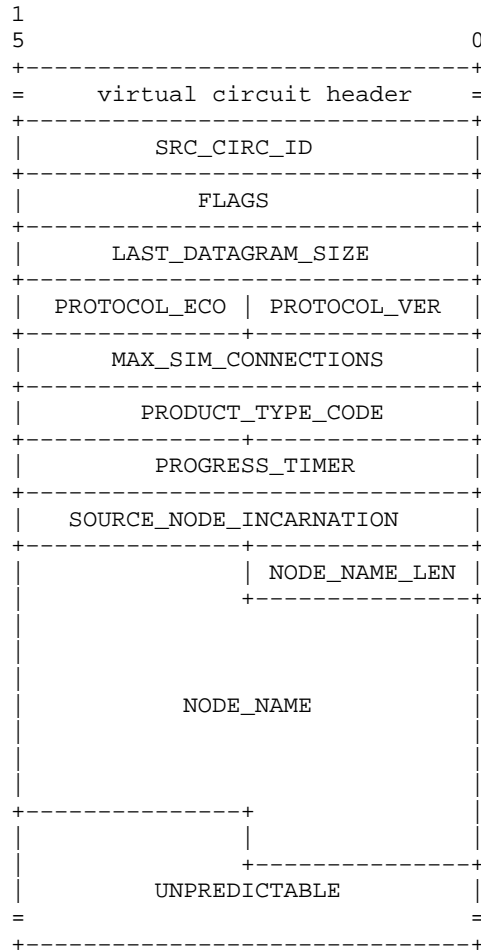 1
5 0
virtual circuit header
SRC_CIRC_ID
FLAGS
LAST_DATAGRAM_SIZE
PROTOCOL_ECO | PROTOCOL_VER
MAX_SIM_CONNECTIONS
PRODUCT_TYPE_CODE
PROGRESS_TIMER
SOURCE_NODE_INCARNATION
NODE_NAME_LEN
NODE_NAME
UNPREDICTABLE